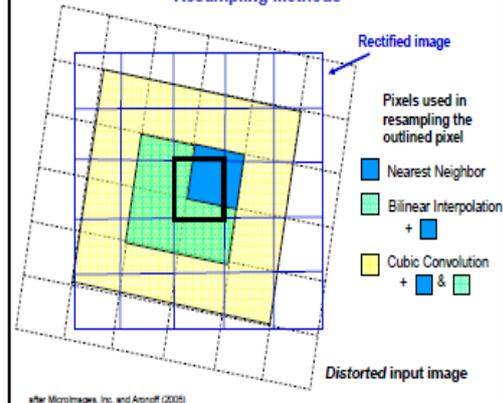 Resampling Methods
Rectified image
Pixels used in
resampling the
outlined pixel
Nearest Neighbor
Bilinear Interpolation
+
Cubic Convolution
+ &
Distorted input image
after MicroImages, Inc. and Aronoff (2005)